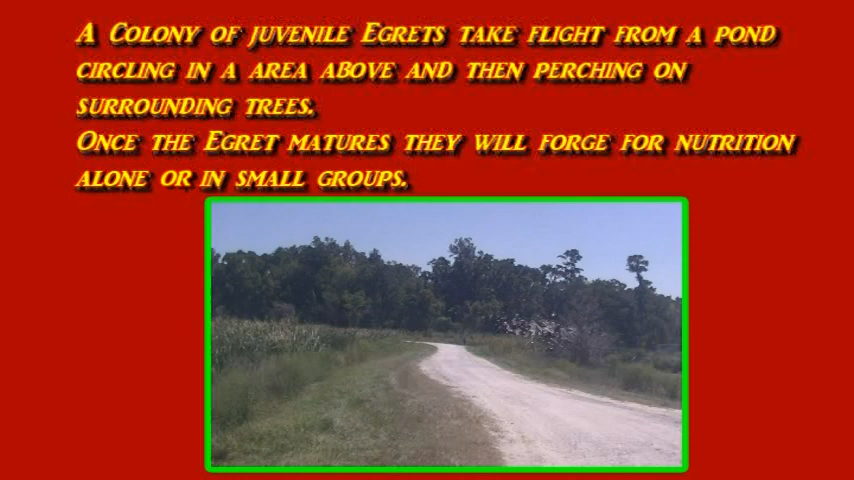 A Colony of juvenile Egrets take flight from a pond
circling in a area above and then perching on
surrounding trees.
Once the Egret matures they will forge for nutrition
alone or in small groups.